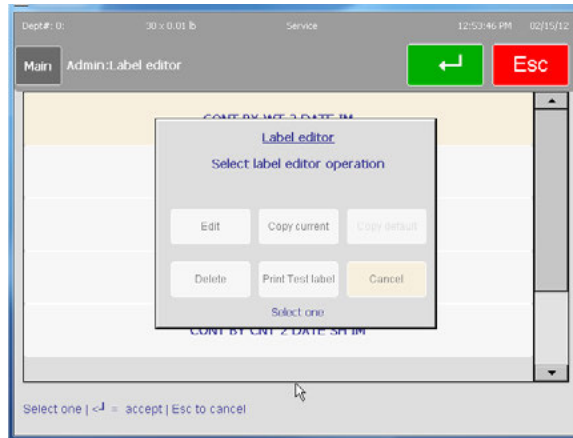 Dept#: 0: 30 x 0.01 lb Service 12:53:46 PM 02/15/12
Main Admin:Label editor Esc
Label editor
Select label editor operation
Edit Copy current Copy default
Delete Print Test label Cancel
Select one
CONT BY CNT 2 DATE SH IM
Select one | <┘ = accept | Esc to cancel